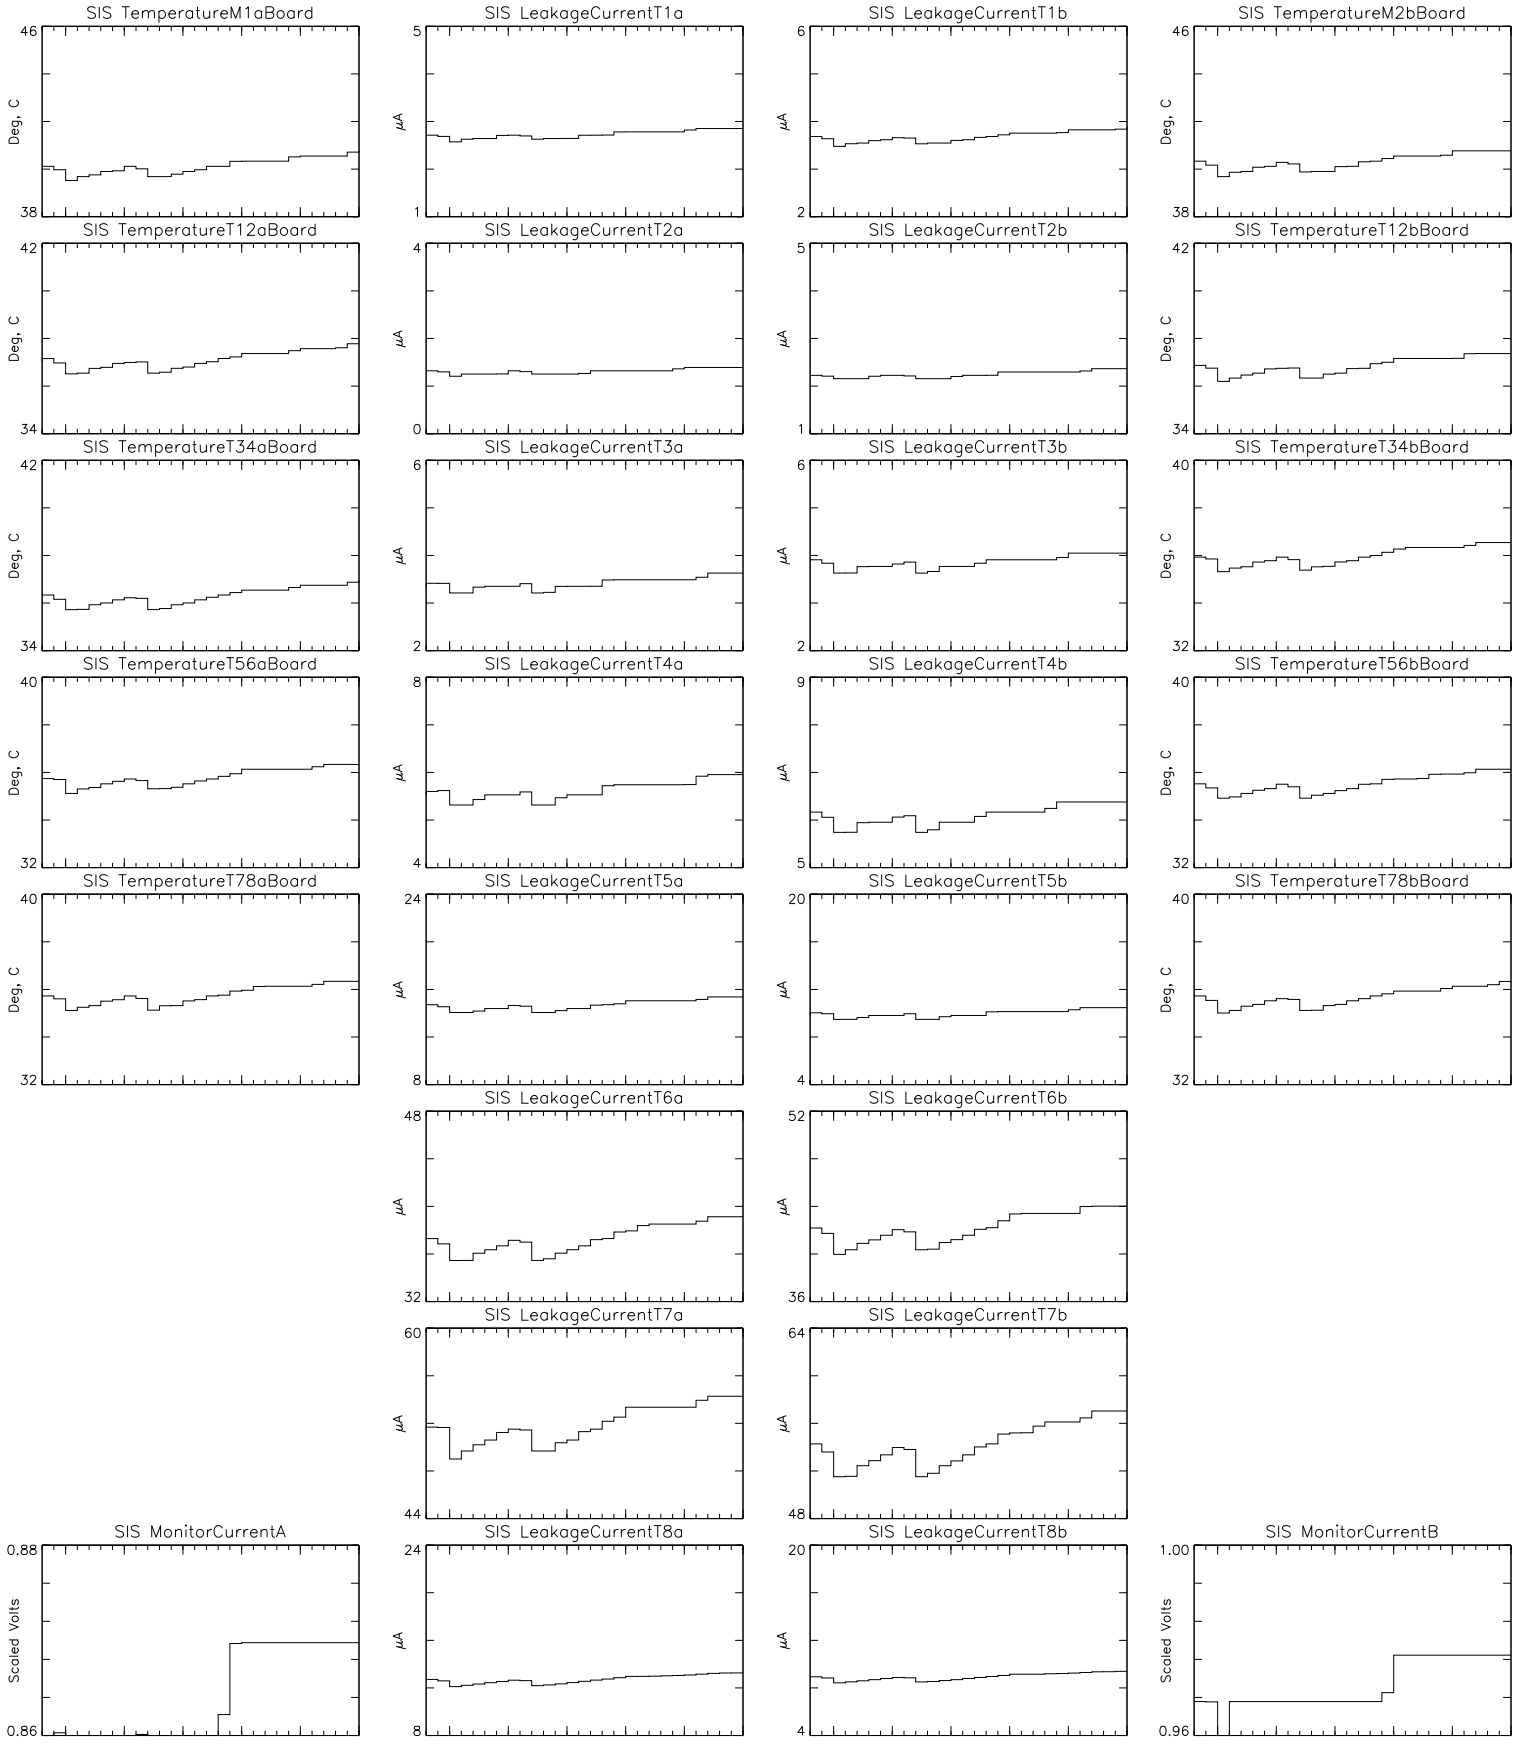 SIS TemperatureM1aBoard
SIS LeakageCurrentT1a
SIS LeakageCurrentT1b
SIS TemperatureM2bBoard
46
Deg, C
38
5
µA
1
6
µA
2
46
Deg, C
38
SIS TemperatureT12aBoard
SIS LeakageCurrentT2a
SIS LeakageCurrentT2b
SIS TemperatureT12bBoard
42
Deg, C
34
4
µA
0
5
µA
1
42
Deg, C
34
SIS TemperatureT34aBoard
SIS LeakageCurrentT3a
SIS LeakageCurrentT3b
SIS TemperatureT34bBoard
42
Deg, C
34
6
µA
2
6
µA
2
40
Deg, C
32
SIS TemperatureT56aBoard
SIS LeakageCurrentT4a
SIS LeakageCurrentT4b
SIS TemperatureT56bBoard
40
Deg, C
32
8
µA
4
9
µA
5
40
Deg, C
32
SIS TemperatureT78aBoard
SIS LeakageCurrentT5a
SIS LeakageCurrentT5b
SIS TemperatureT78bBoard
40
Deg, C
32
24
µA
8
20
µA
4
40
Deg, C
32
SIS LeakageCurrentT6a
SIS LeakageCurrentT6b
48
µA
32
52
µA
36
SIS LeakageCurrentT7a
SIS LeakageCurrentT7b
60
µA
44
64
µA
48
SIS MonitorCurrentA
SIS LeakageCurrentT8a
SIS LeakageCurrentT8b
SIS MonitorCurrentB
0.88
Scaled Volts
0.86
24
µA
8
20
µA
4
1.00
Scaled Volts
0.96